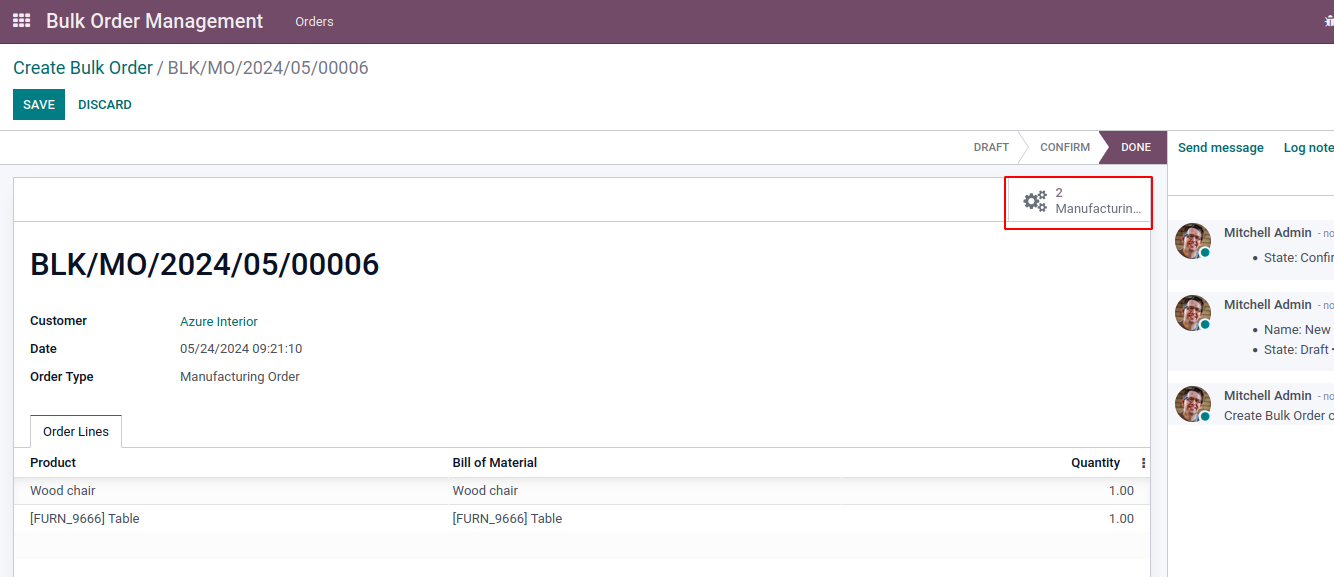 Bulk Order Management Orders
Create Bulk Order / BLK/MO/2024/05/00006
SAVE DISCARD
DRAFT CONFIRM DONE Send message Log note
2
Manufacturin...
BLK/MO/2024/05/00006
Customer Azure Interior
Date 05/24/2024 09:21:10
Order Type Manufacturing Order
Order Lines
Product Bill of Material Quantity
Wood chair Wood chair 1.00
[FURN_9666] Table [FURN_9666] Table 1.00
Mitchell Admin - no
• State: Confir
Mitchell Admin - no
• Name: New
• State: Draft
Mitchell Admin - no
Create Bulk Order c